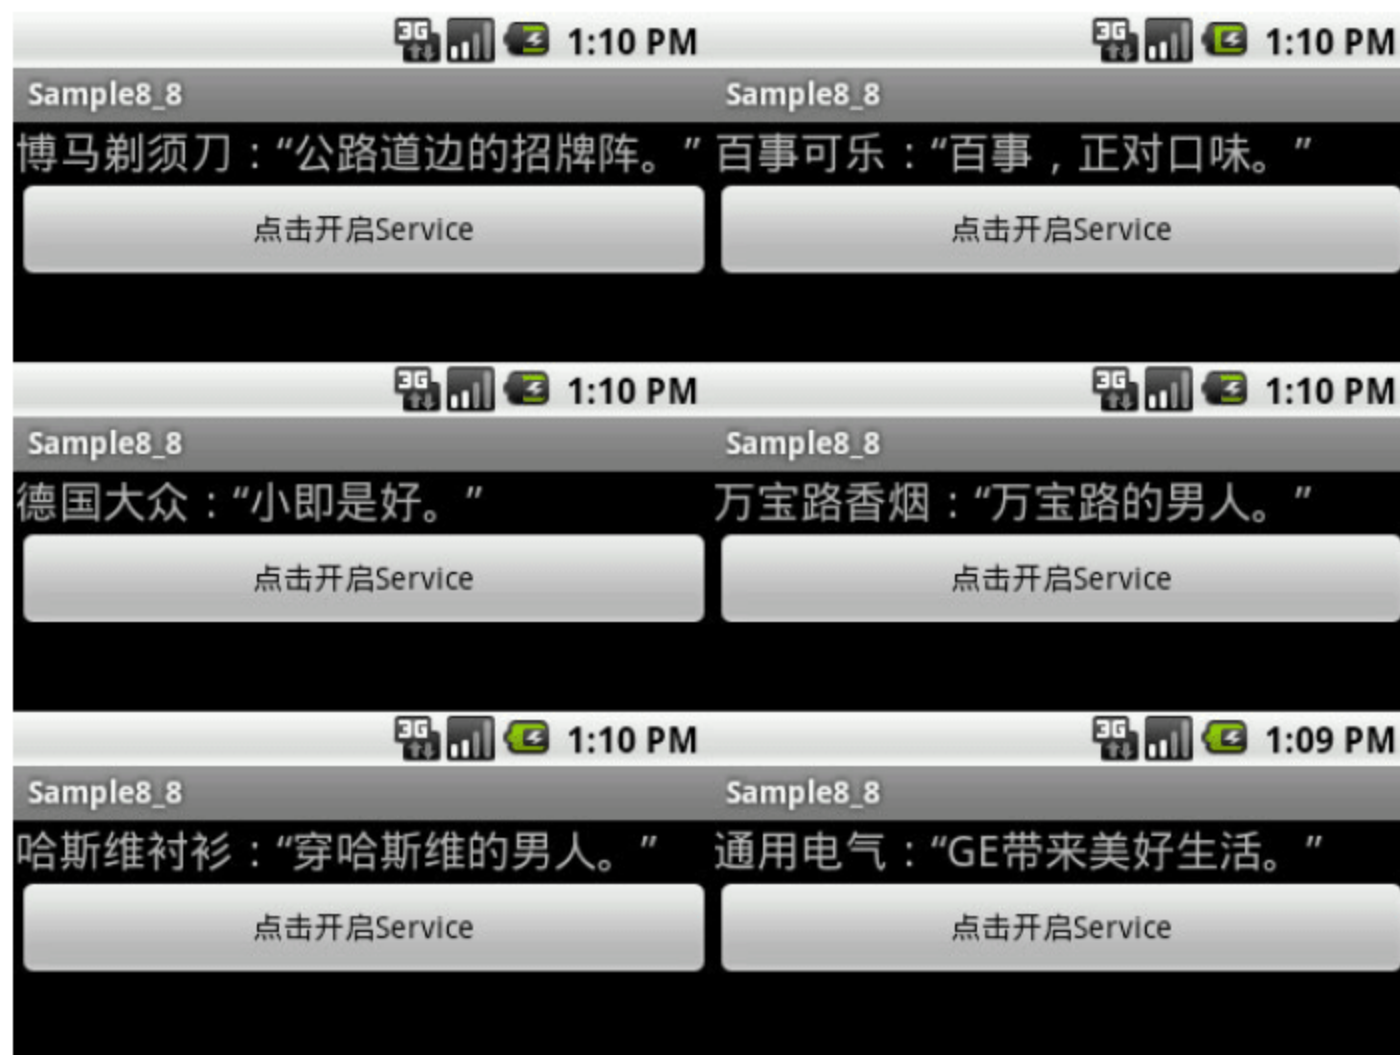 3G 1:10 PM
Sample8_8
博马剃须刀：“公路道边的招牌阵。”
点击开启Service
3G 1:10 PM
Sample8_8
百事可乐：“百事，正对口味。”
点击开启Service
3G 1:10 PM
Sample8_8
德国大众：“小即是好。”
点击开启Service
3G 1:10 PM
Sample8_8
万宝路香烟：“万宝路的男人。”
点击开启Service
3G 1:10 PM
Sample8_8
哈斯维衬衫：“穿哈斯维的男人。”
点击开启Service
3G 1:09 PM
Sample8_8
通用电气：“GE带来美好生活。”
点击开启Service